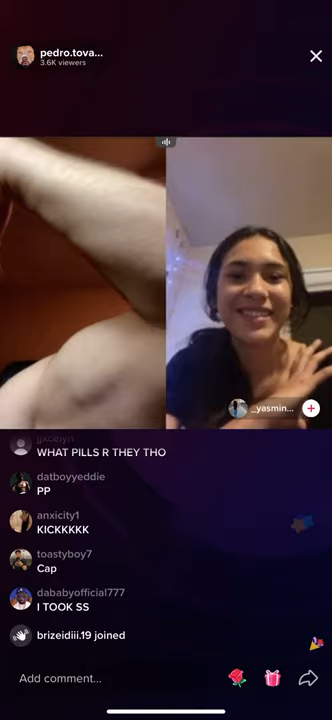 pedro.tova...
3.6K viewers
_yasmin...
jjxcelyn
WHAT PILLS R THEY THO
datboyyeddie
PP
anxicity1
KICKKKKK
toastyboy7
Cap
dababyofficial777
I TOOK SS
brizeidiii.19 joined
Add comment...